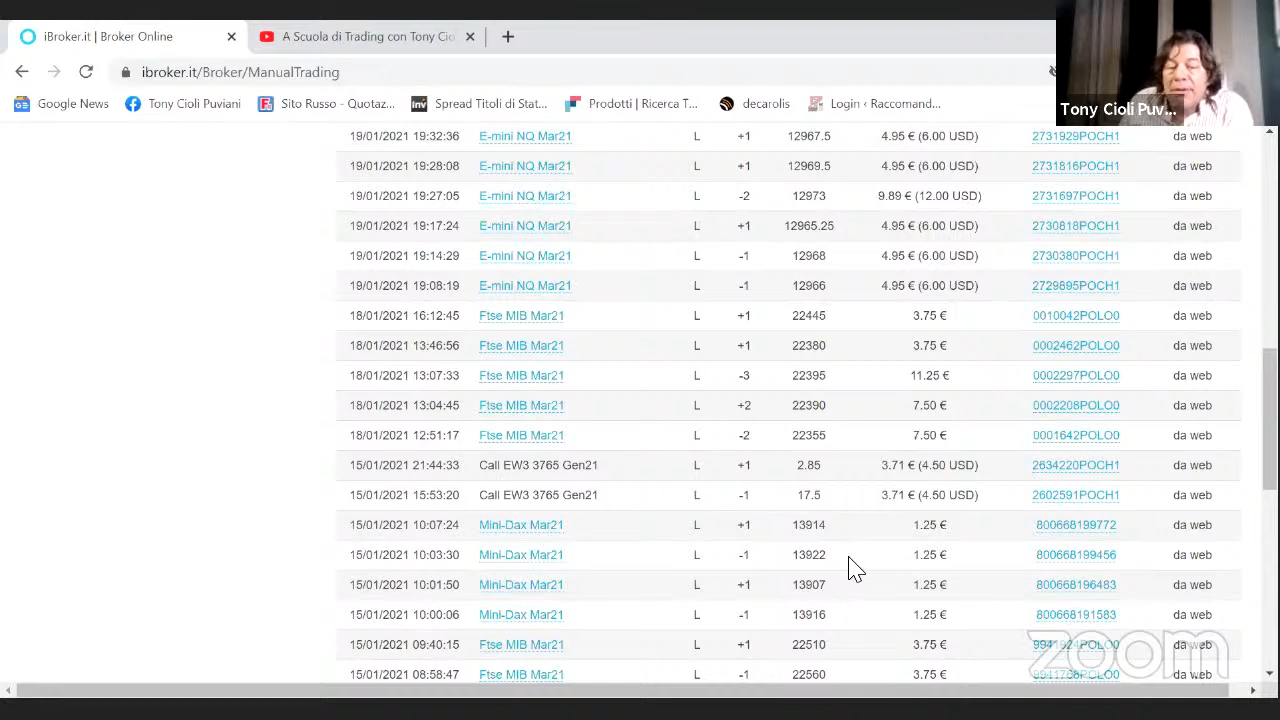 iBroker.it | Broker Online
A Scuola di Trading con Tony Cio
ibroker.it/Broker/ManualTrading
Google News Tony Cioli Puviani Sito Russo - Quotaz... Spread Titoli di Stat... Prodotti | Ricerca T... decarolis Login ‹ Raccomand...
Tony Cioli Puv...
19/01/2021 19:32:36 E-mini NQ Mar21 L +1 12967.5 4.95 € (6.00 USD) 2731929POCH1 da web
19/01/2021 19:28:08 E-mini NQ Mar21 L +1 12969.5 4.95 € (6.00 USD) 2731816POCH1 da web
19/01/2021 19:27:05 E-mini NQ Mar21 L -2 12973 9.89 € (12.00 USD) 2731697POCH1 da web
19/01/2021 19:17:24 E-mini NQ Mar21 L +1 12965.25 4.95 € (6.00 USD) 2730818POCH1 da web
19/01/2021 19:14:29 E-mini NQ Mar21 L -1 12968 4.95 € (6.00 USD) 2730380POCH1 da web
19/01/2021 19:08:19 E-mini NQ Mar21 L -1 12966 4.95 € (6.00 USD) 2729895POCH1 da web
18/01/2021 16:12:45 Ftse MIB Mar21 L +1 22445 3.75 € 0010042POLO0 da web
18/01/2021 13:46:56 Ftse MIB Mar21 L +1 22380 3.75 € 0002462POLO0 da web
18/01/2021 13:07:33 Ftse MIB Mar21 L -3 22395 11.25 € 0002297POLO0 da web
18/01/2021 13:04:45 Ftse MIB Mar21 L +2 22390 7.50 € 0002208POLO0 da web
18/01/2021 12:51:17 Ftse MIB Mar21 L -2 22355 7.50 € 0001642POLO0 da web
15/01/2021 21:44:33 Call EW3 3765 Gen21 L +1 2.85 3.71 € (4.50 USD) 2634220POCH1 da web
15/01/2021 15:53:20 Call EW3 3765 Gen21 L -1 17.5 3.71 € (4.50 USD) 2602591POCH1 da web
15/01/2021 10:07:24 Mini-Dax Mar21 L +1 13914 1.25 € 800668199772 da web
15/01/2021 10:03:30 Mini-Dax Mar21 L -1 13922 1.25 € 800668199456 da web
15/01/2021 10:01:50 Mini-Dax Mar21 L +1 13907 1.25 € 800668196483 da web
15/01/2021 10:00:06 Mini-Dax Mar21 L -1 13916 1.25 € 800668191583 da web
15/01/2021 09:40:15 Ftse MIB Mar21 L +1 22510 3.75 € da web
15/01/2021 08:58:47 Ftse MIB Mar21 L -1 22560 3.75 € da web
zoom